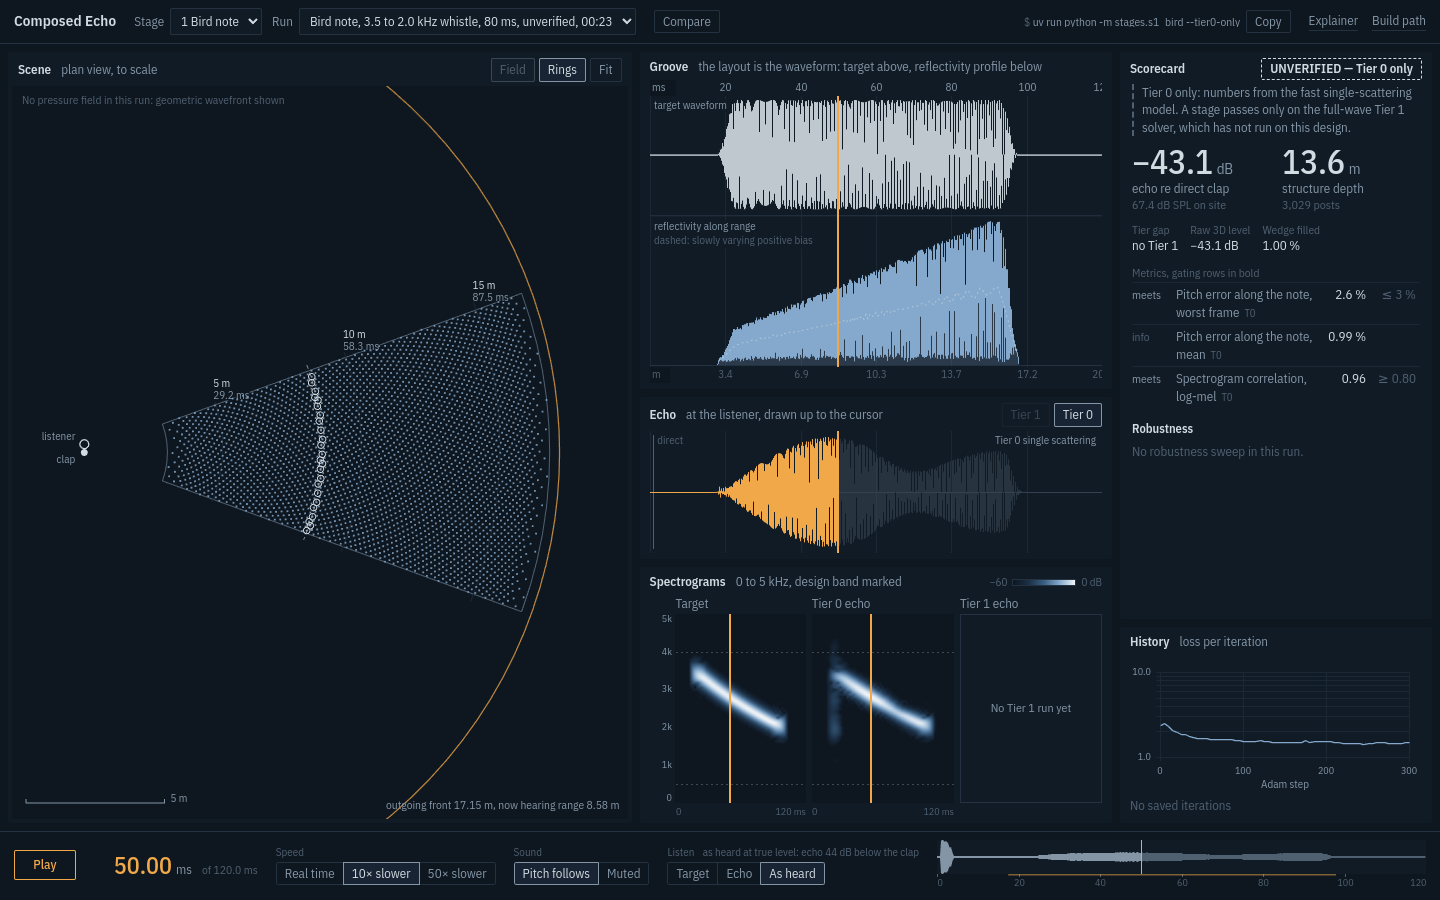 Composed Echo Stage 1 Bird note Run Bird note, 3.5 to 2.0 kHz whistle, 80 ms, unverified, 00:23 Compare $ uv run python -m stages.s1_bird --tier0-only Copy Explainer Build path
Scene plan view, to scale Field Rings Fit
No pressure field in this run: geometric wavefront shown
15 m
87.5 ms
10 m
58.3 ms
5 m
29.2 ms
listener
clap
5 m
outgoing front 17.15 m, now hearing range 8.58 m
Groove the layout is the waveform: target above, reflectivity profile below
ms 20 40 60 80 100
target waveform
reflectivity along range
dashed: slowly varying positive bias
m 3.4 6.9 10.3 13.7 17.2
Echo at the listener, drawn up to the cursor Tier 1 Tier 0
direct Tier 0 single scattering
Spectrograms 0 to 5 kHz, design band marked −60 0 dB
Target Tier 0 echo Tier 1 echo
5k
4k
3k
2k
1k
0
No Tier 1 run yet
0 120 ms 0 120 ms
Scorecard UNVERIFIED — Tier 0 only
Tier 0 only: numbers from the fast single-scattering
model. A stage passes only on the full-wave Tier 1
solver, which has not run on this design.
−43.1 dB 13.6 m
echo re direct clap structure depth
67.4 dB SPL on site 3,029 posts
Tier gap Raw 3D level Wedge filled
no Tier 1 −43.1 dB 1.00 %
Metrics, gating rows in bold
meets Pitch error along the note, 2.6 % ≤ 3 %
worst frame T0
info Pitch error along the note, 0.99 %
mean T0
meets Spectrogram correlation, 0.96 ≥ 0.80
log-mel T0
Robustness
No robustness sweep in this run.
History loss per iteration
10.0
1.0
0 100 200 300
Adam step
No saved iterations
Play 50.00 ms of 120.0 ms
Speed
Real time 10× slower 50× slower
Sound
Pitch follows Muted
Listen as heard at true level: echo 44 dB below the clap
Target Echo As heard
0 20 40 60 80 100 120